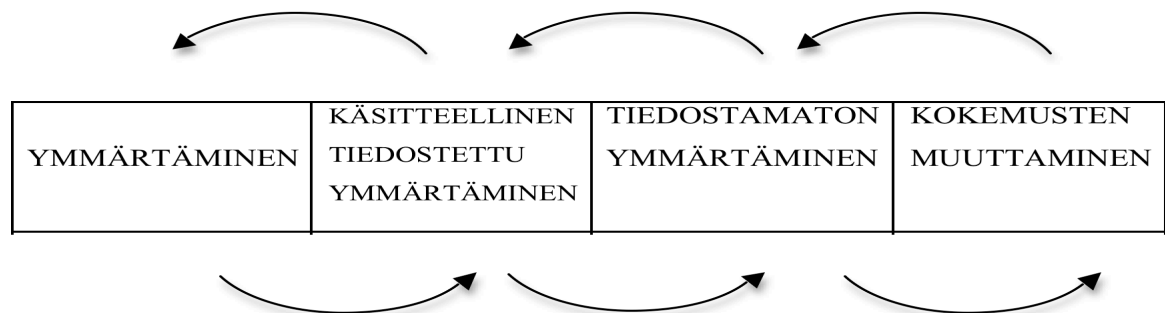 YMMÄRTÄMINEN
KÄSITTEELLINEN
TIEDOSTETTU
YMMÄRTÄMINEN
TIEDOSTAMATON
YMMÄRTÄMINEN
KOKEMUSTEN
MUUTTAMINEN